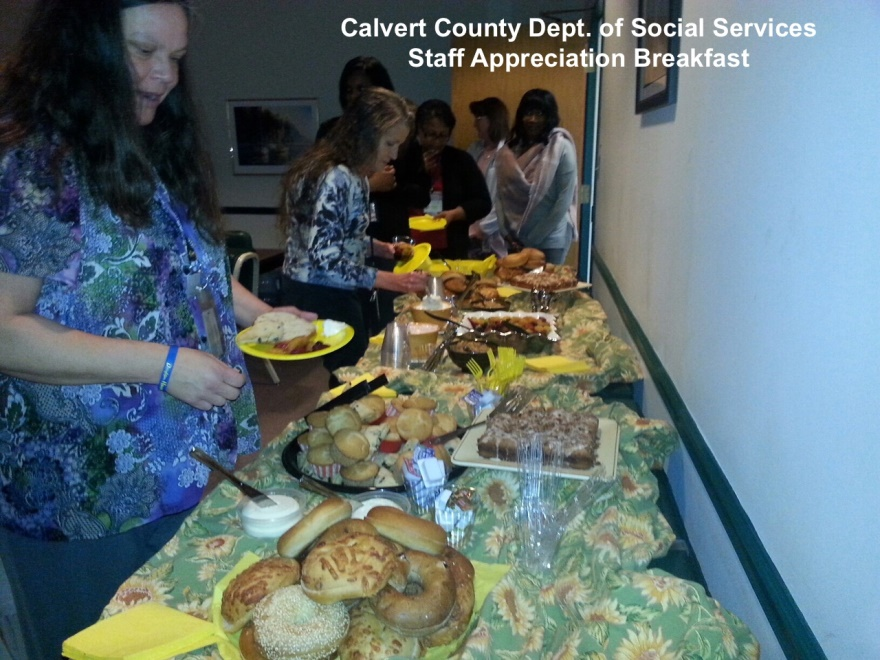 Calvert County Dept. of Social Services
Staff Appreciation Breakfast